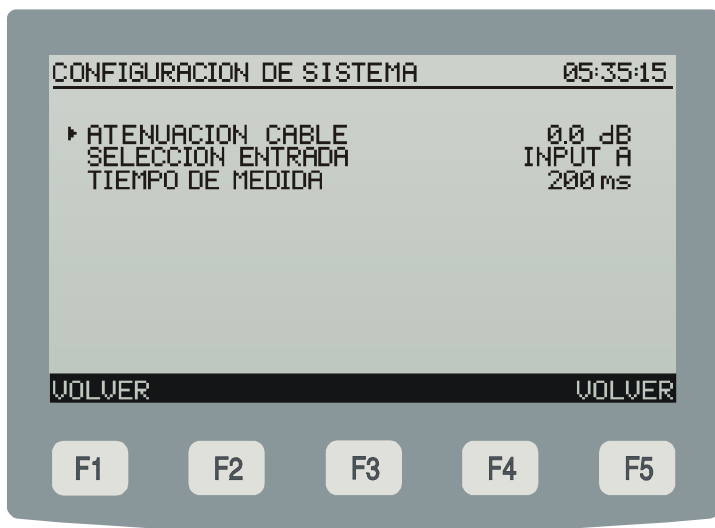 CONFIGURACION DE SISTEMA 05:35:15
▶ ATENUACION CABLE 0.0 dB
SELECCION ENTRADA INPUT A
TIEMPO DE MEDIDA 200 ms
VOLVER VOLVER
F1 F2 F3 F4 F5